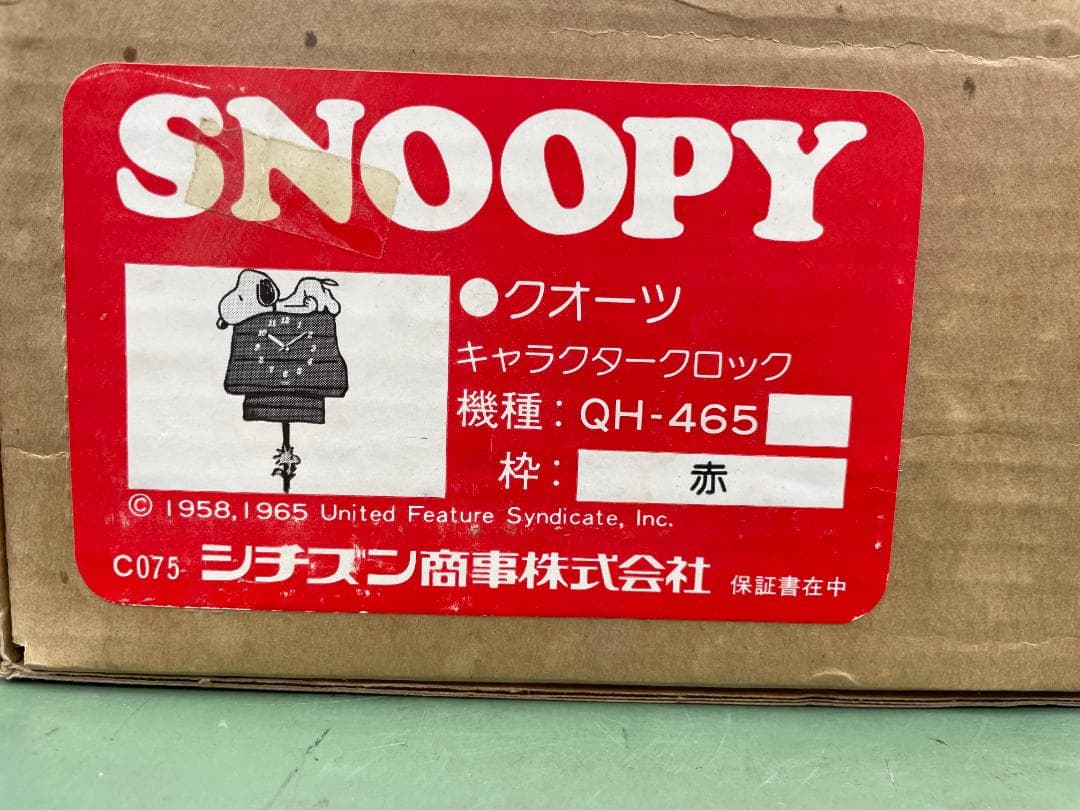 SNOOPY
●クオーツ
キャラクタークロック
機種：QH-465
枠：赤
© 1958,1965 United Feature Syndicate, Inc.
C075 シチズン商事株式会社 保証書在中